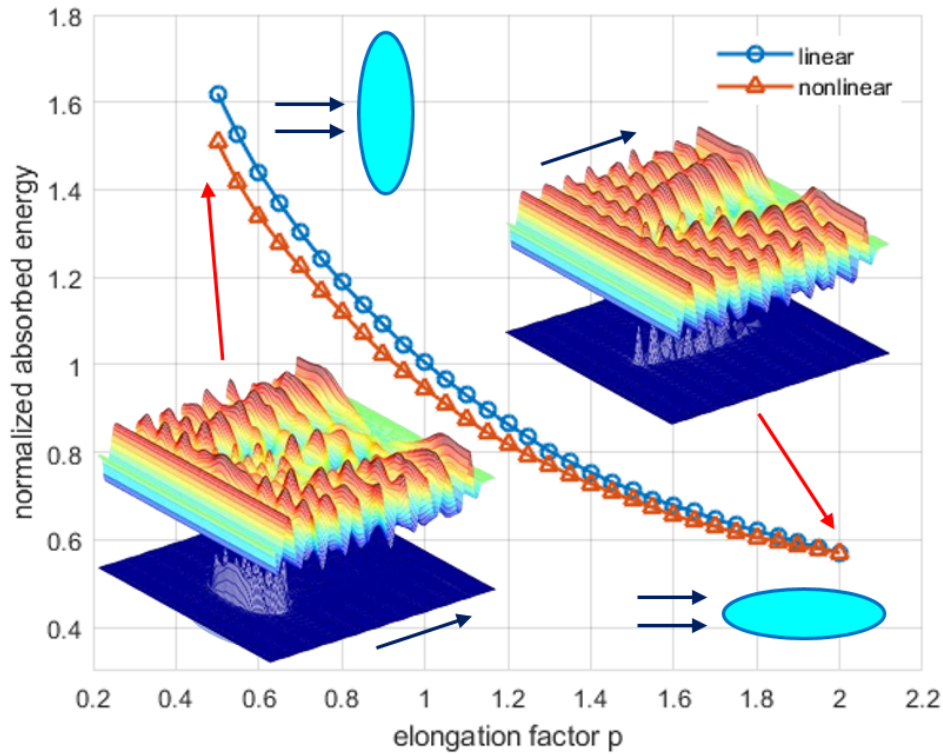 1.8
1.6
1.4
1.2
1
0.8
0.6
0.4
normalized absorbed energy
linear
nonlinear
0.2 0.4 0.6 0.8 1 1.2 1.4 1.6 1.8 2 2.2
elongation factor p